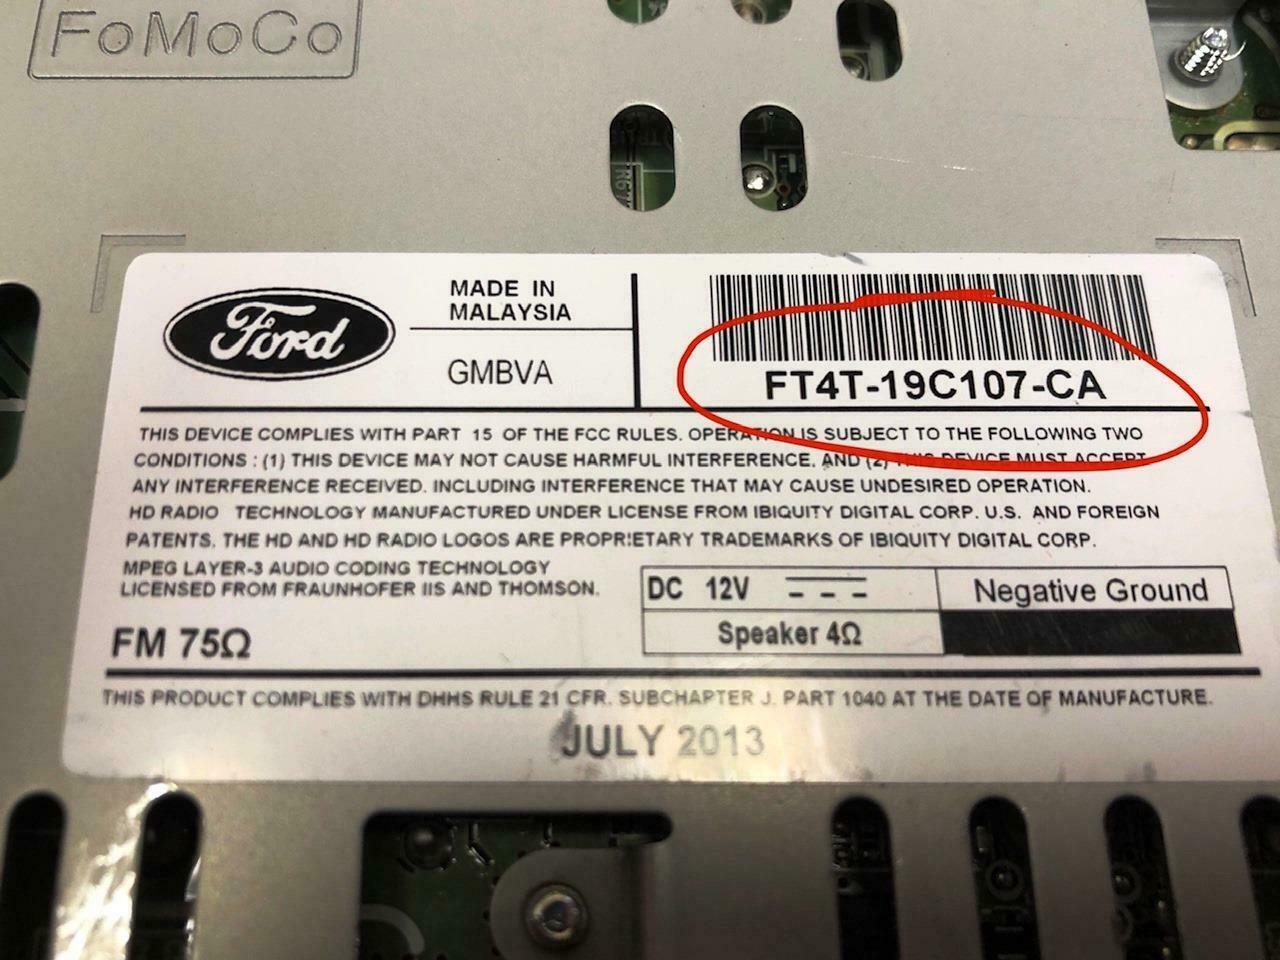 FoMoCo
Ford
MADE IN
MALAYSIA
GMBVA
FT4T-19C107-CA
THIS DEVICE COMPLIES WITH PART 15 OF THE FCC RULES. OPERATION IS SUBJECT TO THE FOLLOWING TWO
CONDITIONS : (1) THIS DEVICE MAY NOT CAUSE HARMFUL INTERFERENCE, AND (2) THIS DEVICE MUST ACCEPT
ANY INTERFERENCE RECEIVED. INCLUDING INTERFERENCE THAT MAY CAUSE UNDESIRED OPERATION.
HD RADIO TECHNOLOGY MANUFACTURED UNDER LICENSE FROM IBIQUITY DIGITAL CORP. U.S. AND FOREIGN
PATENTS. THE HD AND HD RADIO LOGOS ARE PROPRIETARY TRADEMARKS OF IBIQUITY DIGITAL CORP.
MPEG LAYER-3 AUDIO CODING TECHNOLOGY
LICENSED FROM FRAUNHOFER IIS AND THOMSON.
DC 12V
Negative Ground
Speaker 4Ω
FM 75Ω
THIS PRODUCT COMPLIES WITH DHHS RULE 21 CFR. SUBCHAPTER J. PART 1040 AT THE DATE OF MANUFACTURE.
JULY 2013